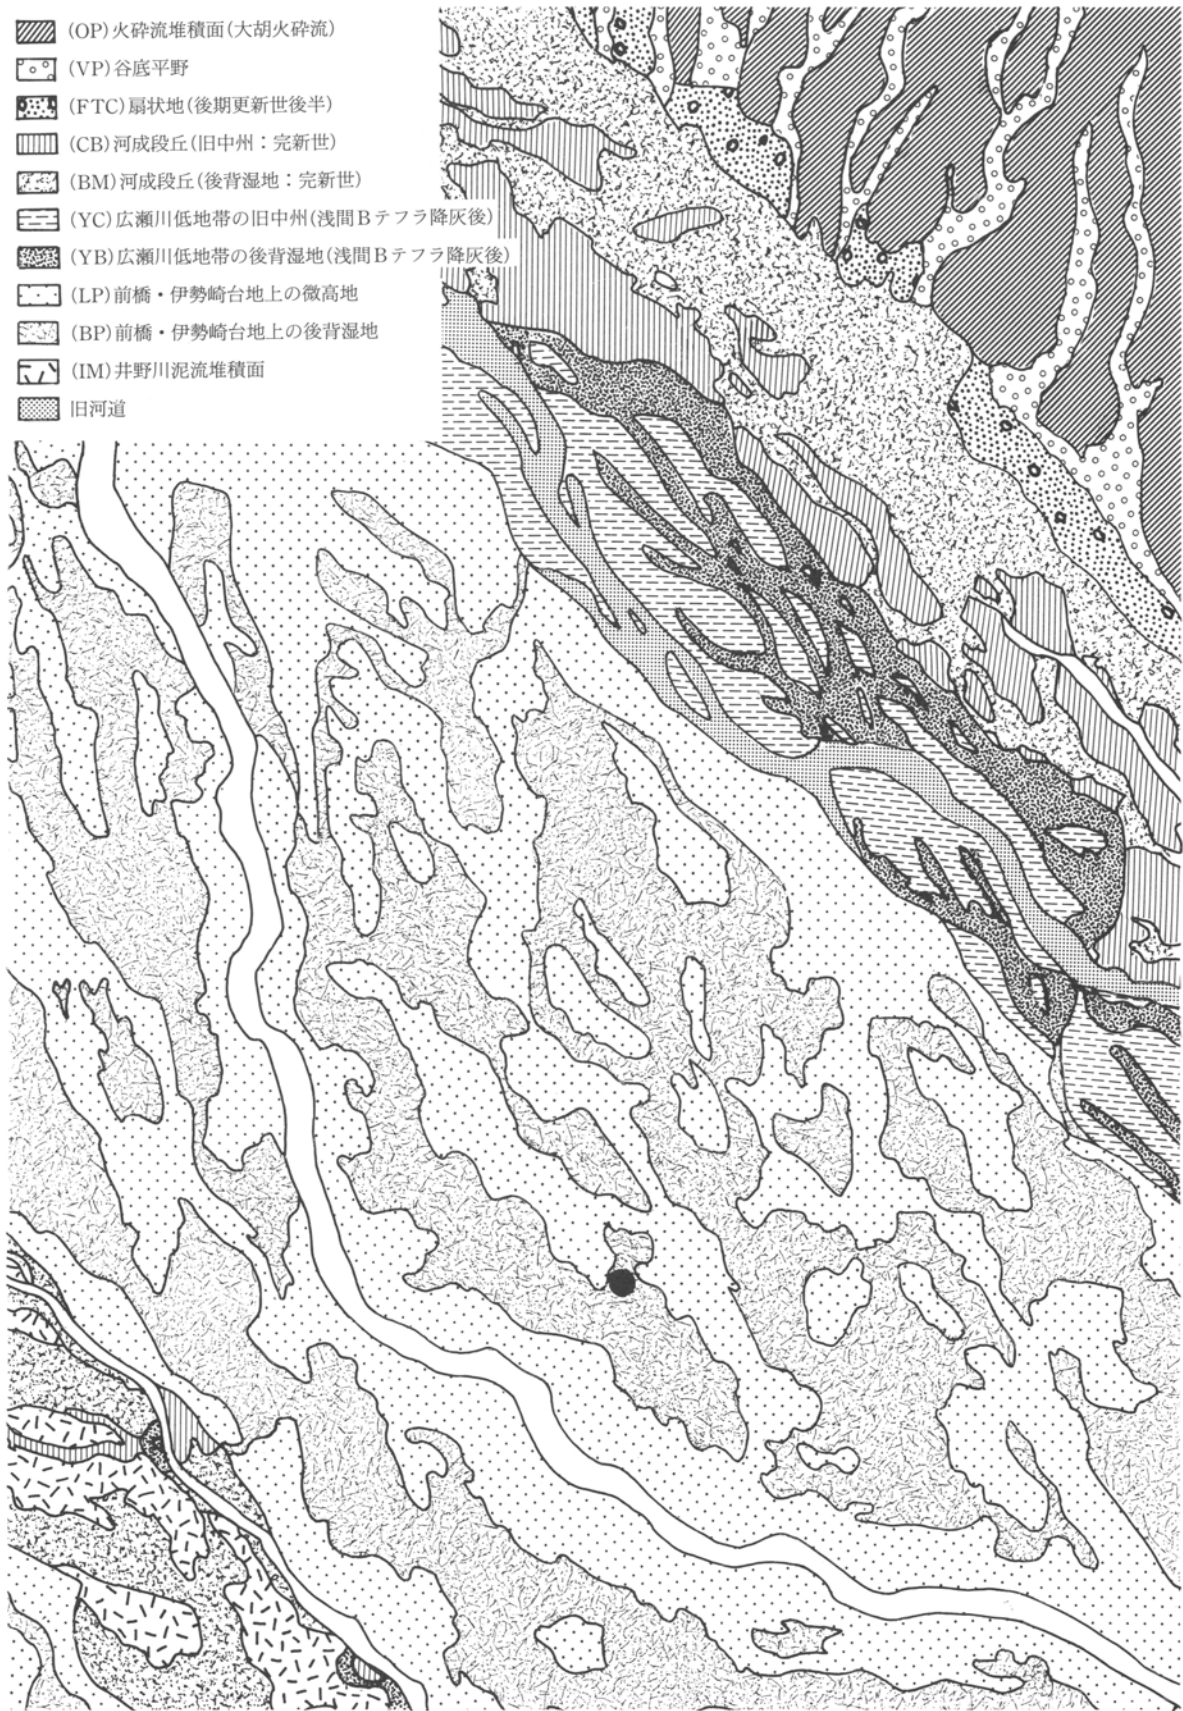 (OP)火砕流堆積面(大胡火砕流)
(VP)谷底平野
(FTC)扇状地(後期更新世後半)
(CB)河成段丘(旧中州：完新世)
(BM)河成段丘(後背湿地：完新世)
(YC)広瀬川低地帯の旧中州(浅間Bテフラ降灰後)
(YB)広瀬川低地帯の後背湿地(浅間Bテフラ降灰後)
(LP)前橋・伊勢崎台地上の微高地
(BP)前橋・伊勢崎台地上の後背湿地
(IM)井野川泥流堆積面
旧河道